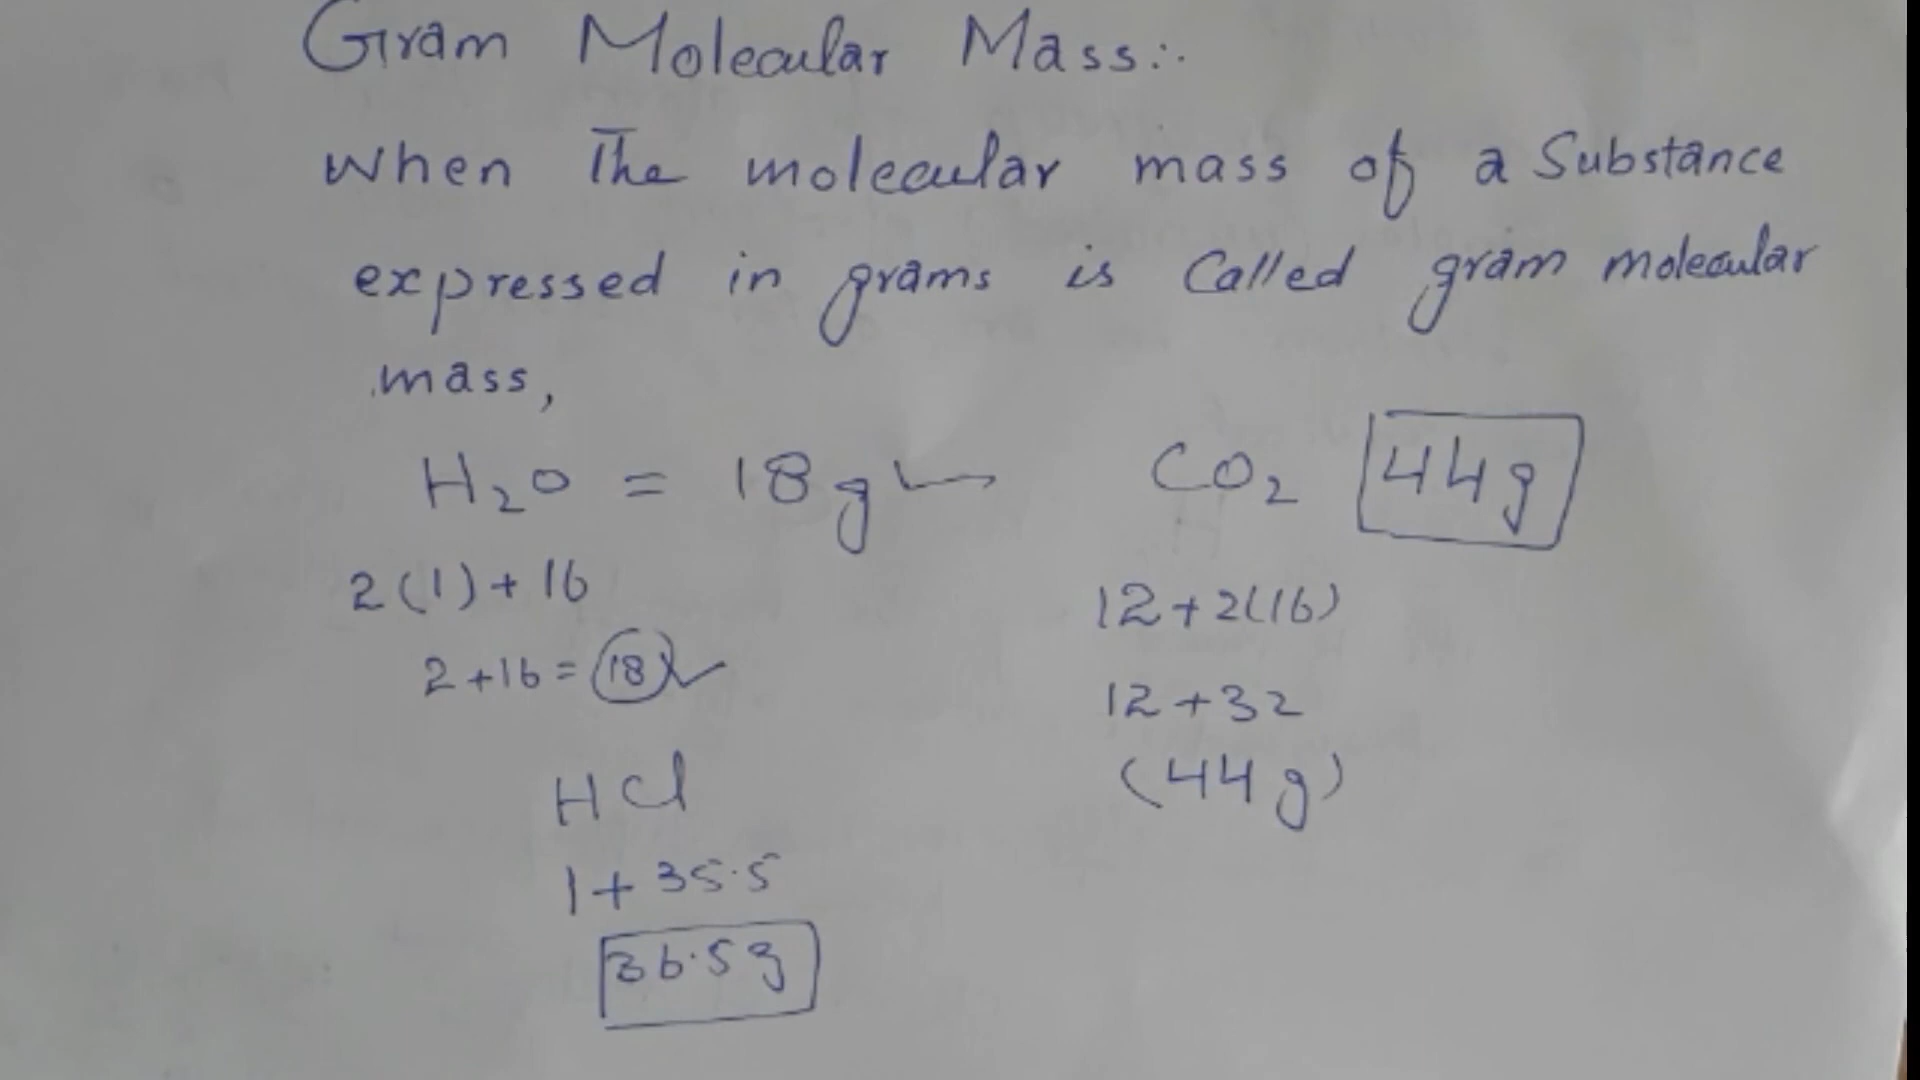 Gram Molecular Mass:-
When The molecular mass of a Substance
expressed in grams is Called gram molecular
mass,
H2O = 18g
2(1)+16
2+16=18
HCl
1+35.5
36.5g
CO2 44g
12+2(16)
12+32
(44g)